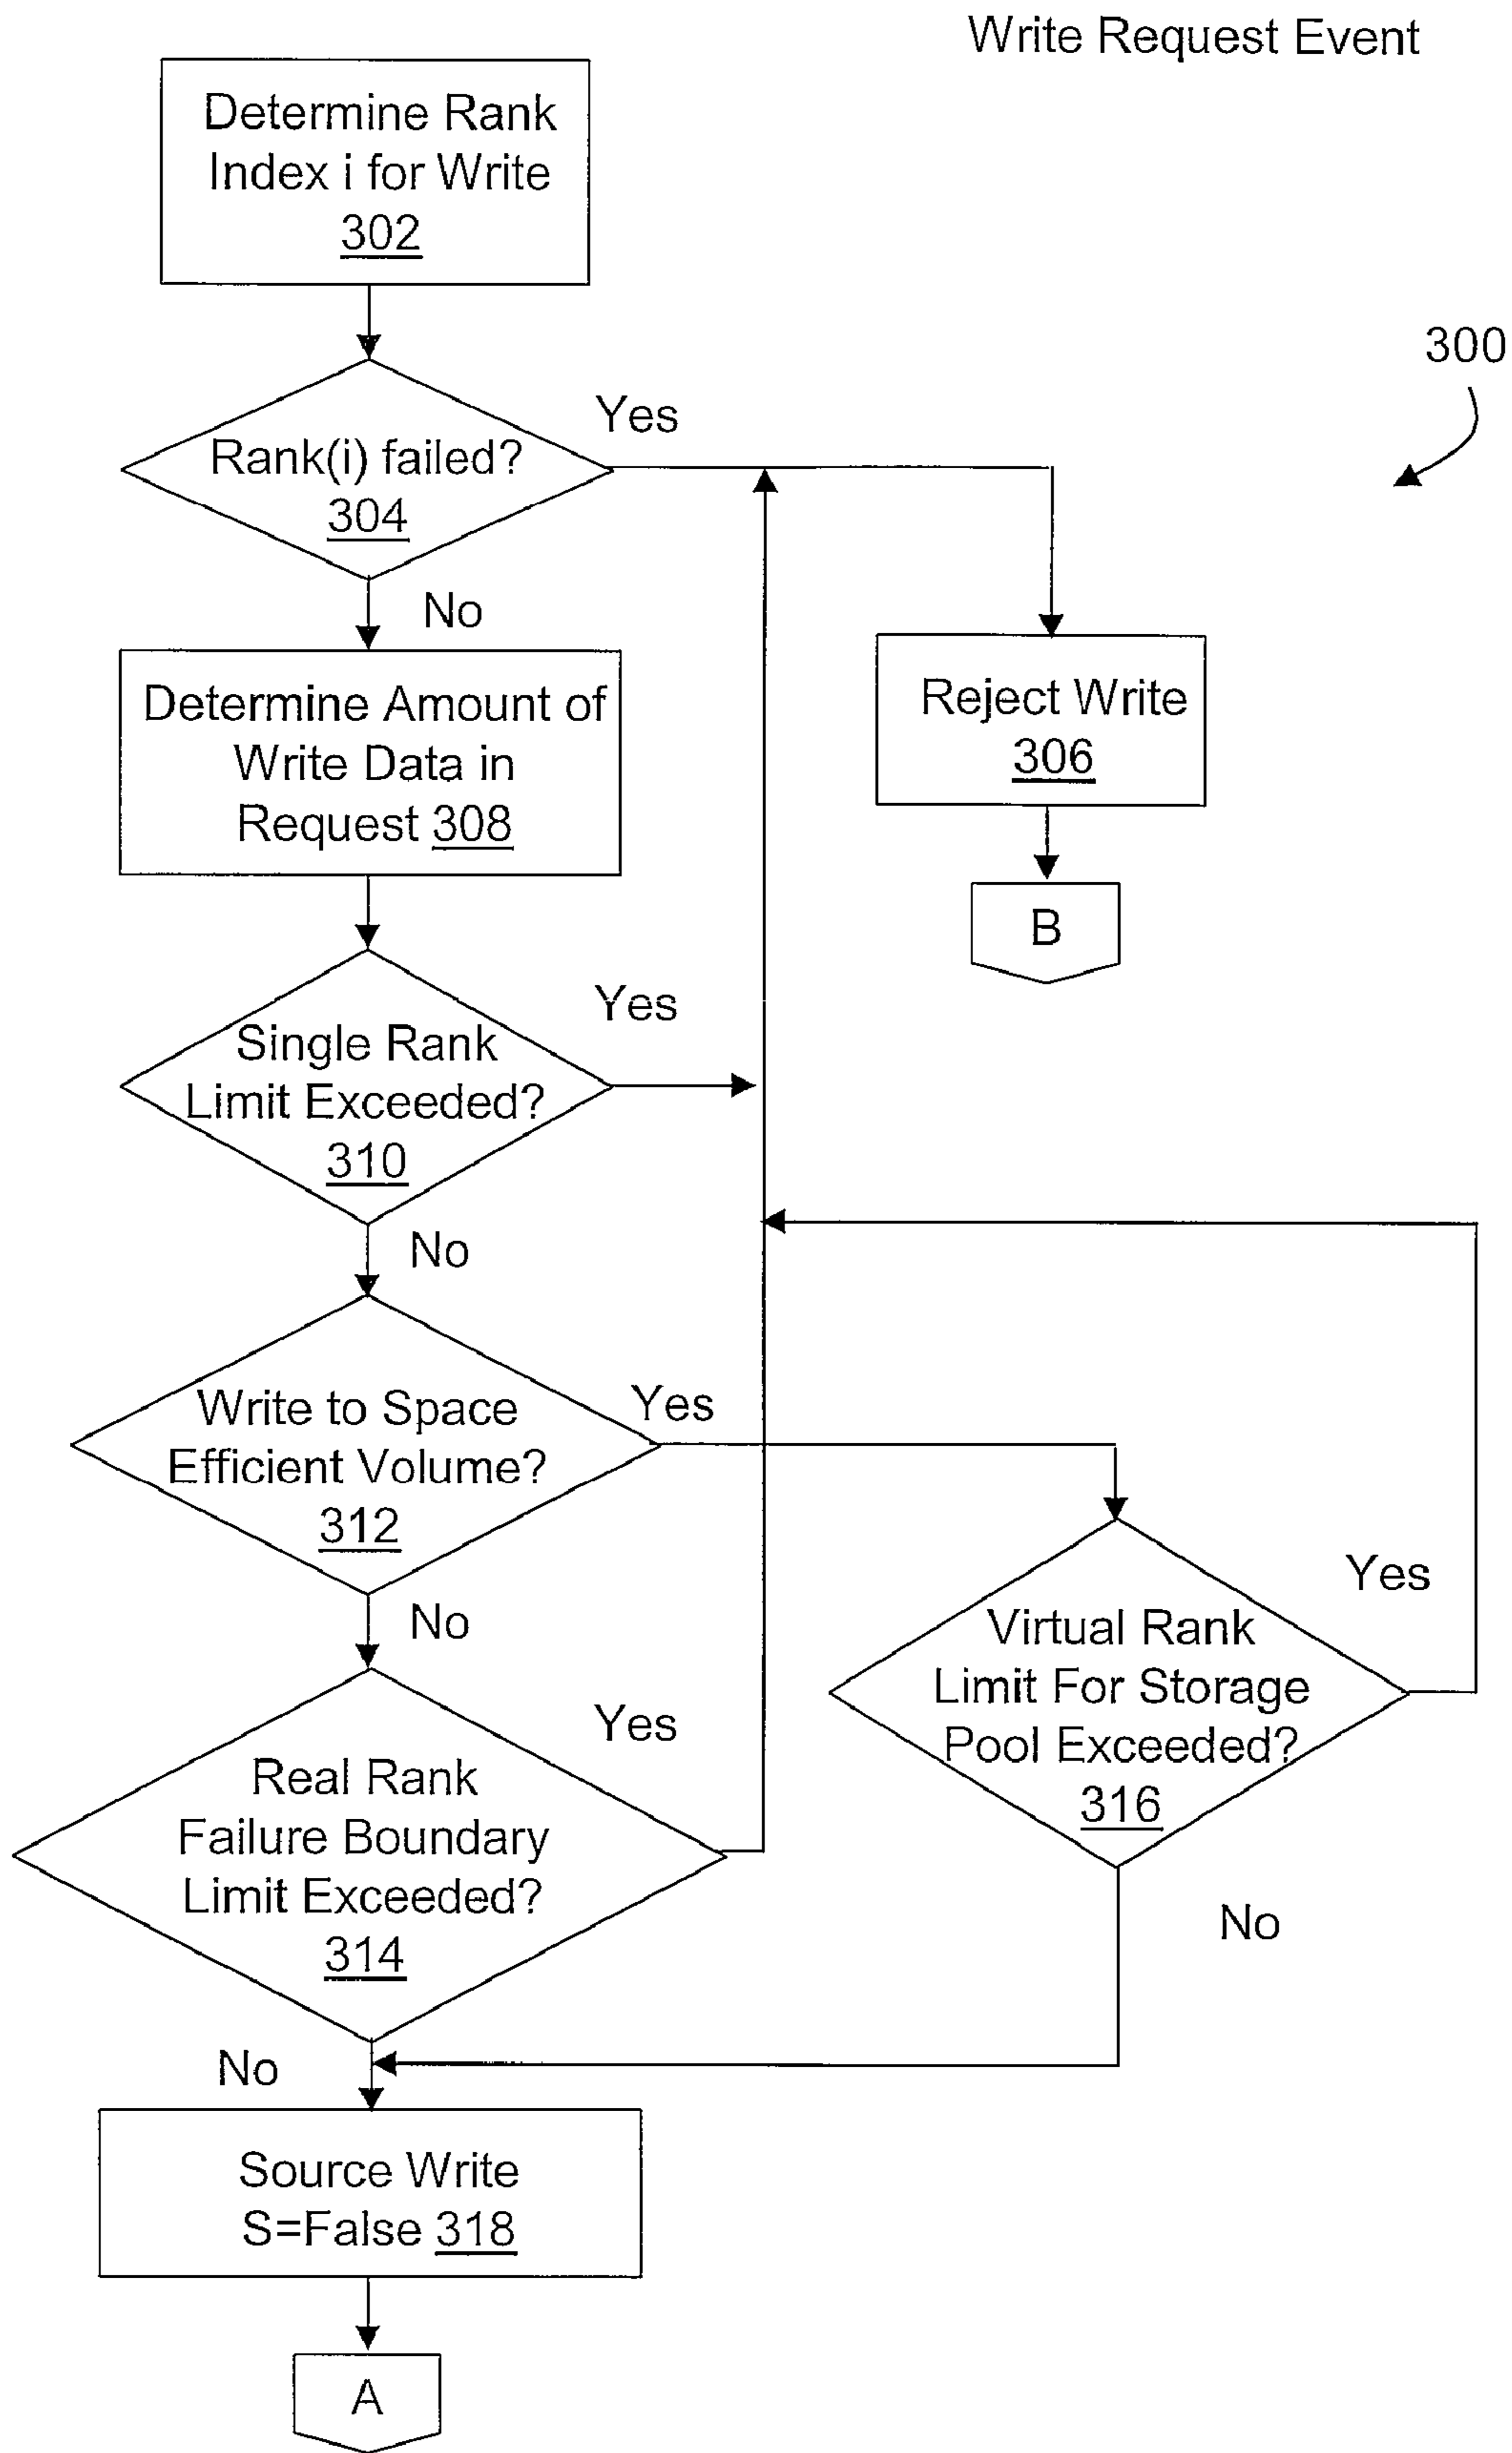 Write Request Event
Determine Rank
Index i for Write
302
300
Yes
Rank(i) failed?
304
No
Determine Amount of
Write Data in
Request 308
Reject Write
306
B
Yes
Single Rank
Limit Exceeded?
310
No
Yes
Write to Space
Efficient Volume?
312
No
Yes
Virtual Rank
Limit For Storage
Pool Exceeded?
316
No
Yes
Real Rank
Failure Boundary
Limit Exceeded?
314
No
Source Write
S=False 318
A